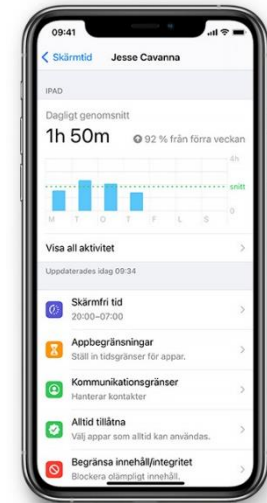 09:41
Skärmtid Jesse Cavanna
IPAD
Dagligt genomsnitt
1h 50m 92 % från förra veckan
4h
snitt
0
M T O T F L S
Visa all aktivitet
Uppdaterades idag 09:34
Skärmfri tid
20:00–07:00
Appbegränsningar
Ställ in tidsgränser för appar.
Kommunikationsgränser
Hanterar kontakter
Alltid tillåtna
Välj appar som alltid kan användas.
Begränsa innehåll/integritet
Blockera olämpligt innehåll.